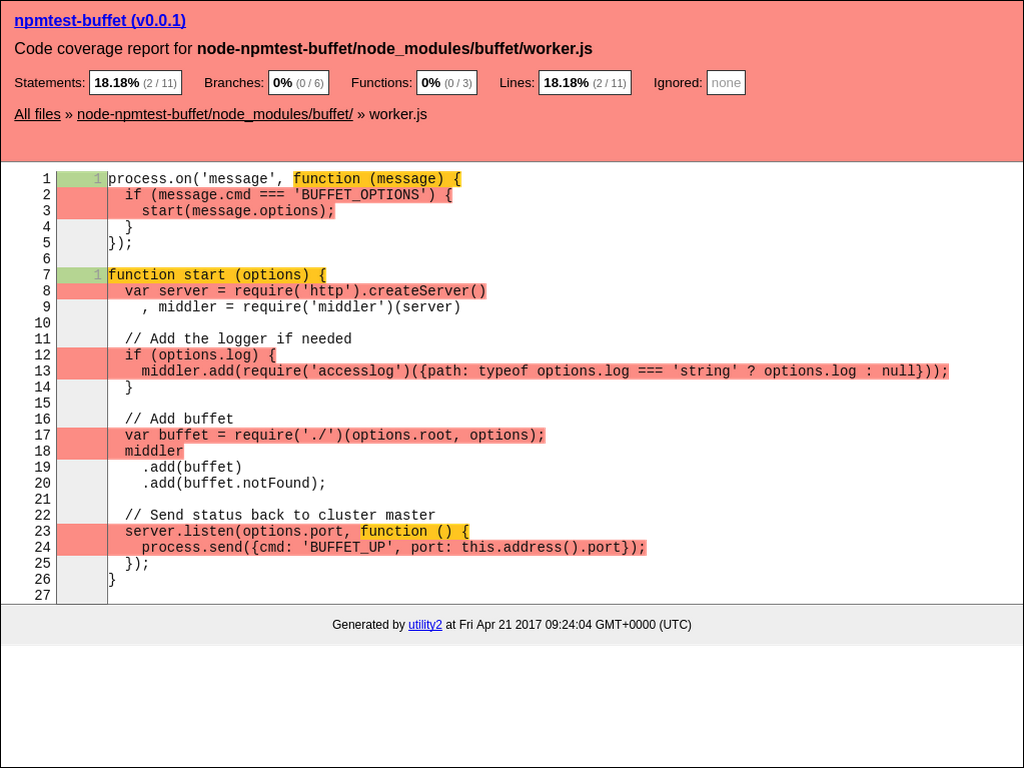 npmtest-buffet (v0.0.1)
Code coverage report for node-npmtest-buffet/node_modules/buffet/worker.js
Statements: 18.18% (2 / 11) Branches: 0% (0 / 6) Functions: 0% (0 / 3) Lines: 18.18% (2 / 11) Ignored: none
All files » node-npmtest-buffet/node_modules/buffet/ » worker.js
1 1 process.on('message', function (message) {
2   if (message.cmd === 'BUFFET_OPTIONS') {
3     start(message.options);
4   }
5 });
6
7 1 function start (options) {
8   var server = require('http').createServer()
9     , middler = require('middler')(server)
10
11   // Add the logger if needed
12   if (options.log) {
13     middler.add(require('accesslog')({path: typeof options.log === 'string' ? options.log : null}));
14   }
15
16   // Add buffet
17   var buffet = require('./')(options.root, options);
18   middler
19     .add(buffet)
20     .add(buffet.notFound);
21
22   // Send status back to cluster master
23   server.listen(options.port, function () {
24     process.send({cmd: 'BUFFET_UP', port: this.address().port});
25   });
26 }
27
Generated by utility2 at Fri Apr 21 2017 09:24:04 GMT+0000 (UTC)